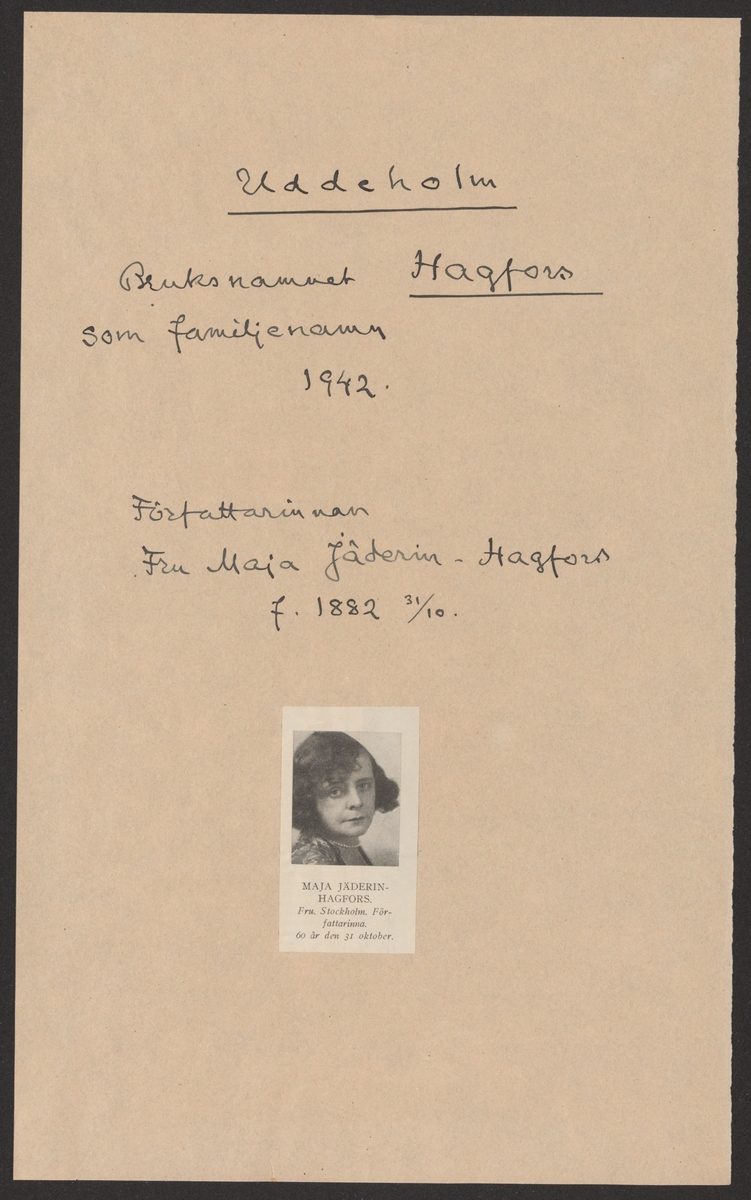 Uddeholm
Bruksnamnet Hagfors
som familjenamn
1942.
Författarinnan
Fru Maja Jäderin-Hagfors
f. 1882 31/10.
MAJA JÄDERIN-
HAGFORS.
Fru. Stockholm. För-
fattarinna.
60 år den 31 oktober.